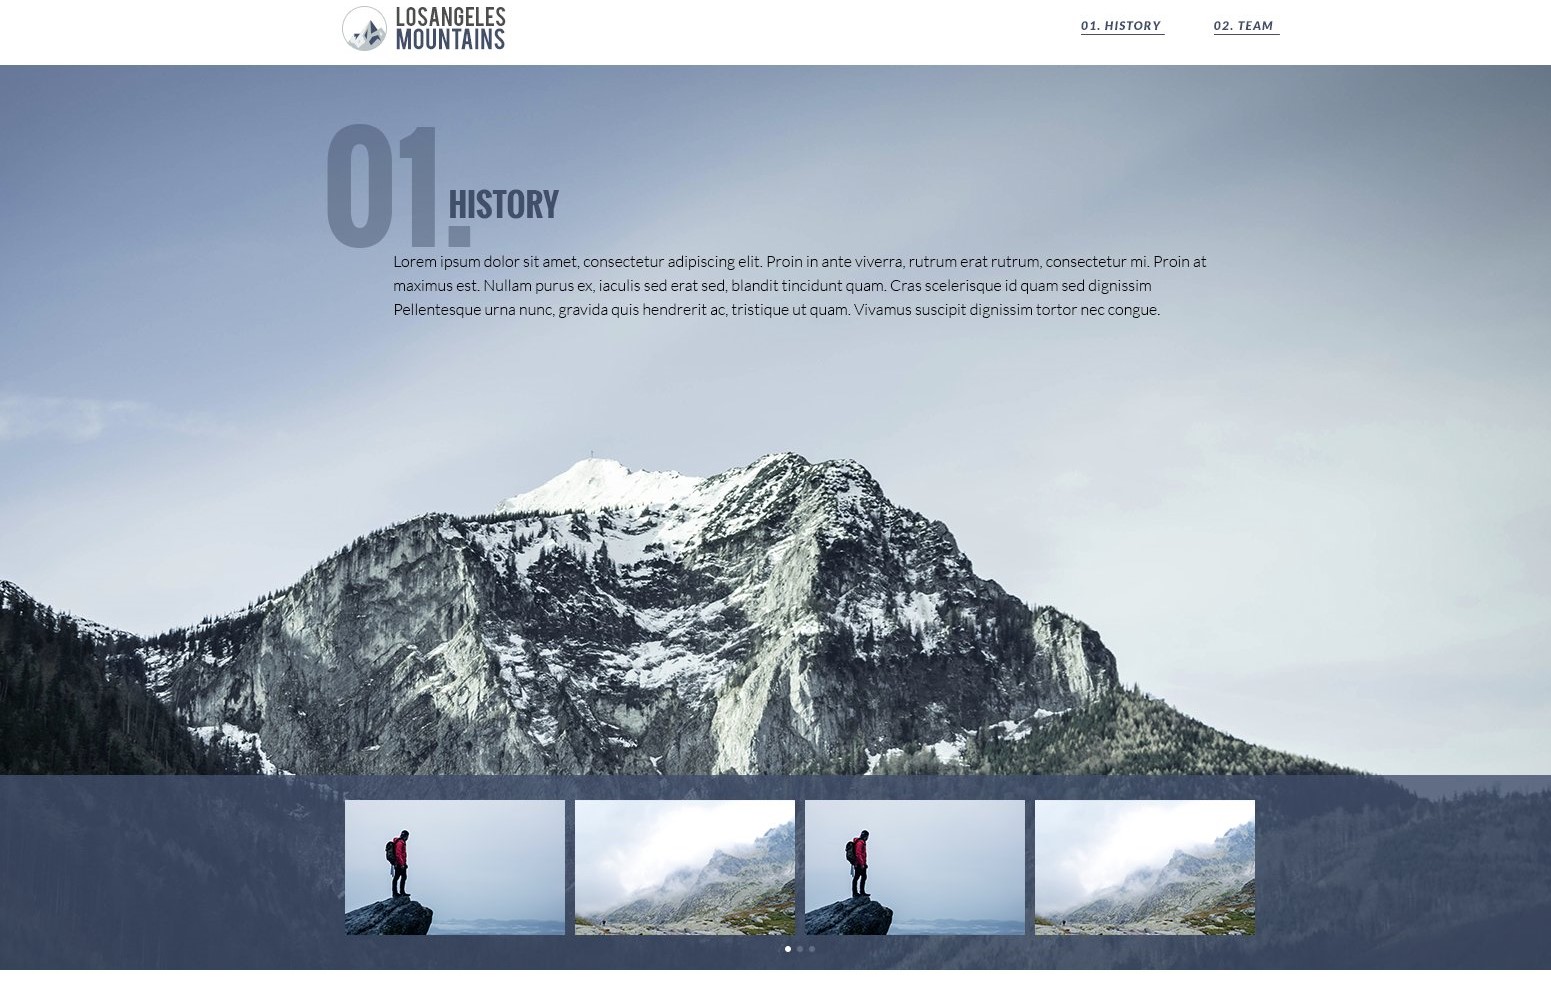 LOSANGELES
MOUNTAINS
01. HISTORY
02. TEAM
01.
HISTORY
Lorem ipsum dolor sit amet, consectetur adipiscing elit. Proin in ante viverra, rutrum erat rutrum, consectetur mi. Proin at
maximus est. Nullam purus ex, iaculis sed erat sed, blandit tincidunt quam. Cras scelerisque id quam sed dignissim
Pellentesque urna nunc, gravida quis hendrerit ac, tristique ut quam. Vivamus suscipit dignissim tortor nec congue.